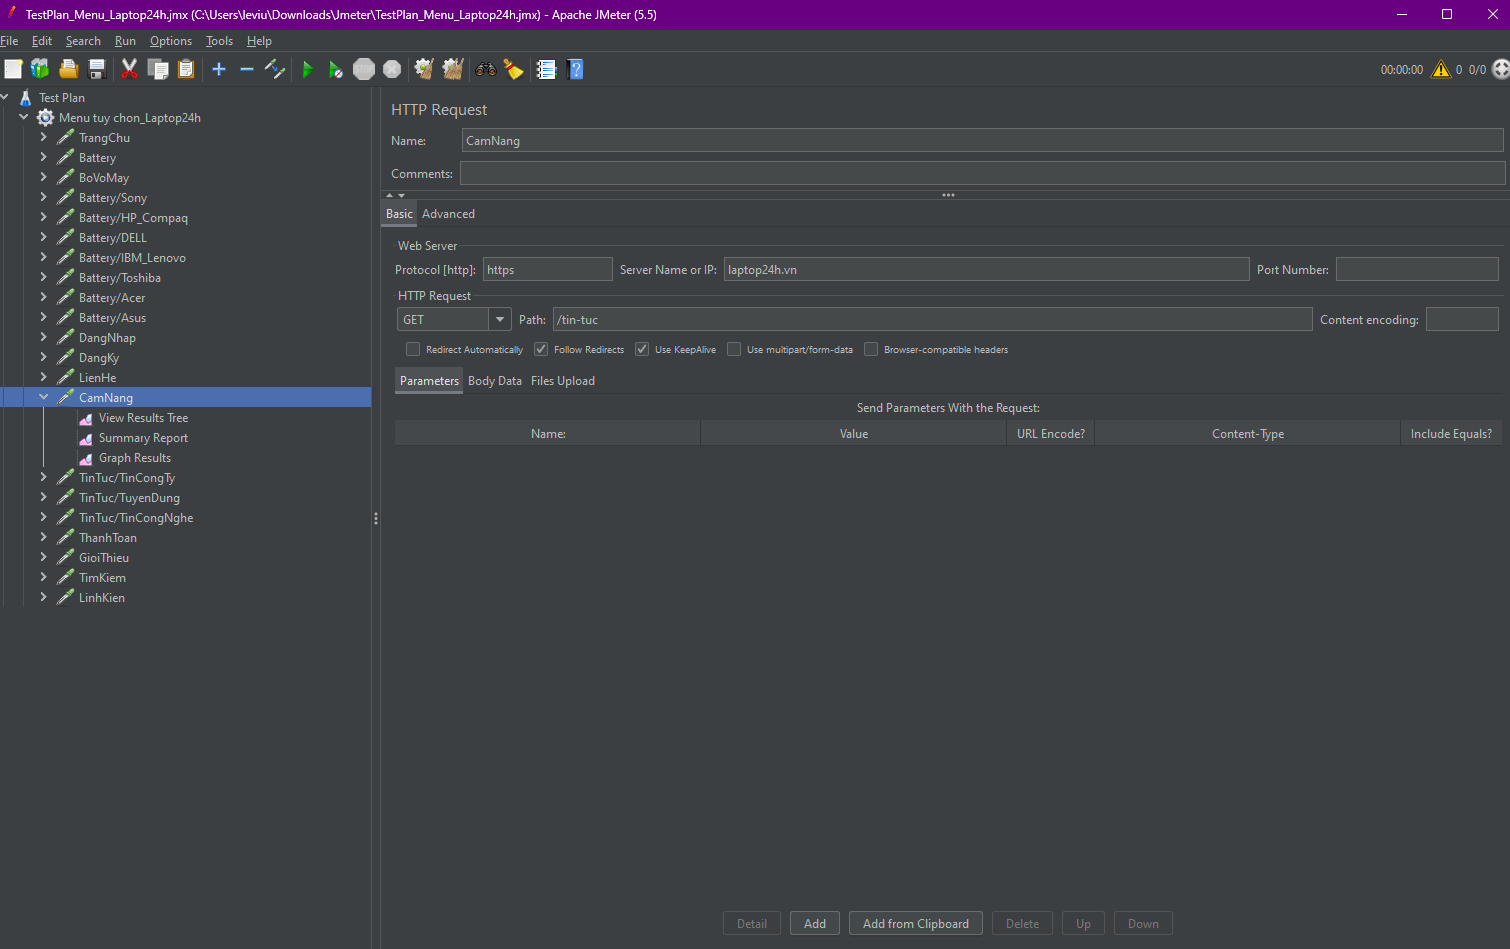 TestPlan_Menu_Laptop24h.jmx (C:\Users\leviu\Downloads\Jmeter\TestPlan_Menu_Laptop24h.jmx) - Apache JMeter (5.5)
File Edit Search Run Options Tools Help
00:00:00 0 0/0
Test Plan
Menu tuy chon_Laptop24h
TrangChu
Battery
BoVoMay
Battery/Sony
Battery/HP_Compaq
Battery/DELL
Battery/IBM_Lenovo
Battery/Toshiba
Battery/Acer
Battery/Asus
DangNhap
DangKy
LienHe
CamNang
View Results Tree
Summary Report
Graph Results
TinTuc/TinCongTy
TinTuc/TuyenDung
TinTuc/TinCongNghe
ThanhToan
GioiThieu
TimKiem
LinhKien
HTTP Request
Name: CamNang
Comments:
Basic Advanced
Web Server
Protocol [http]: https Server Name or IP: laptop24h.vn Port Number:
HTTP Request
GET Path: /tin-tuc Content encoding:
Redirect Automatically Follow Redirects Use KeepAlive Use multipart/form-data Browser-compatible headers
Parameters Body Data Files Upload
Send Parameters With the Request:
Name: Value URL Encode? Content-Type Include Equals?
Detail Add Add from Clipboard Delete Up Down